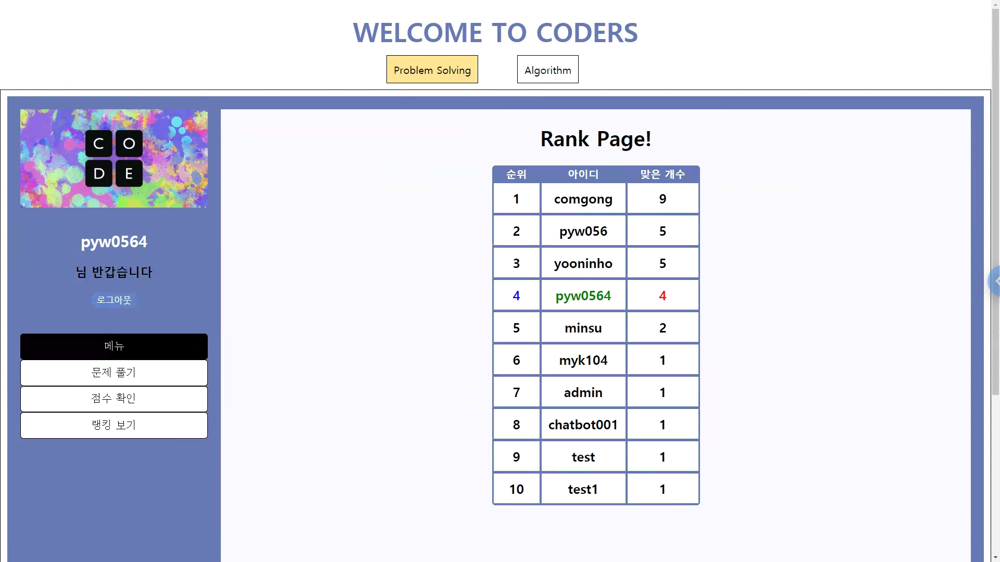 WELCOME TO CODERS
Problem Solving Algorithm
C O
D E
pyw0564
님 반갑습니다
로그아웃
메뉴
문제 풀기
점수 확인
랭킹 보기
Rank Page!
순위 아이디 맞은 개수
1 comgong 9
2 pyw056 5
3 yooninho 5
4 pyw0564 4
5 minsu 2
6 myk104 1
7 admin 1
8 chatbot001 1
9 test 1
10 test1 1